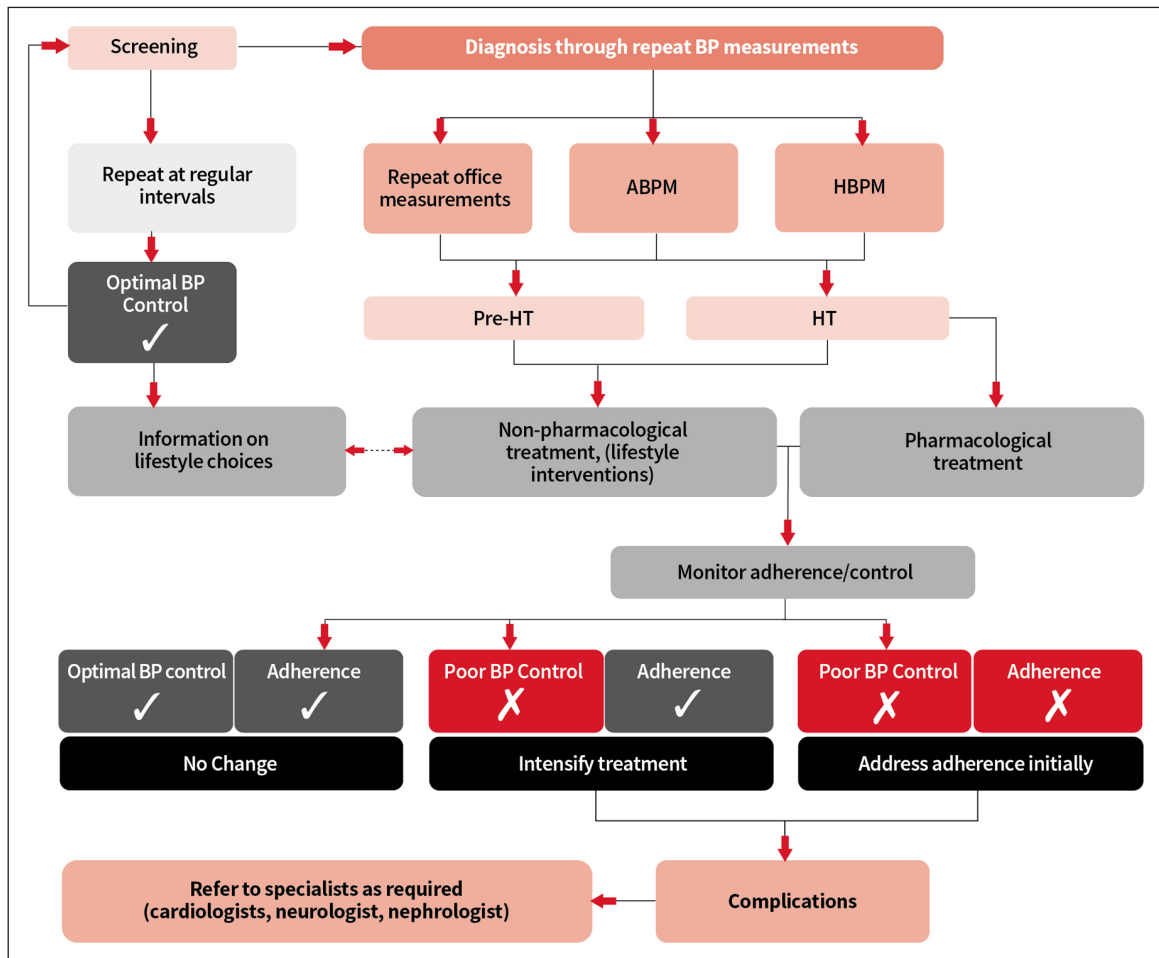 Screening
Diagnosis through repeat BP measurements
Repeat at regular
intervals
Repeat office
measurements
ABPM
HBPM
Optimal BP
Control
✓
Pre-HT
HT
Information on
lifestyle choices
Non-pharmacological
treatment, (lifestyle
interventions)
Pharmacological
treatment
Monitor adherence/control
Optimal BP control
✓
Adherence
✓
Poor BP Control
✗
Adherence
✓
Poor BP Control
✗
Adherence
✗
No Change
Intensify treatment
Address adherence initially
Refer to specialists as required
(cardiologists, neurologist, nephrologist)
Complications